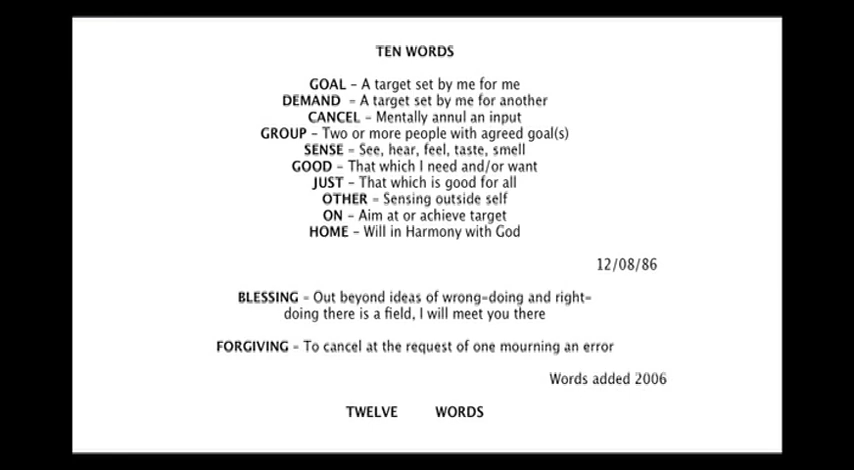 TEN WORDS
GOAL - A target set by me for me
DEMAND = A target set by me for another
CANCEL - Mentally annul an input
GROUP - Two or more people with agreed goal(s)
SENSE = See, hear, feel, taste, smell
GOOD - That which I need and/or want
JUST - That which is good for all
OTHER = Sensing outside self
ON - Aim at or achieve target
HOME - Will in Harmony with God
12/08/86
BLESSING = Out beyond ideas of wrong=doing and right=
doing there is a field, I will meet you there
FORGIVING = To cancel at the request of one mourning an error
Words added 2006
TWELVE WORDS